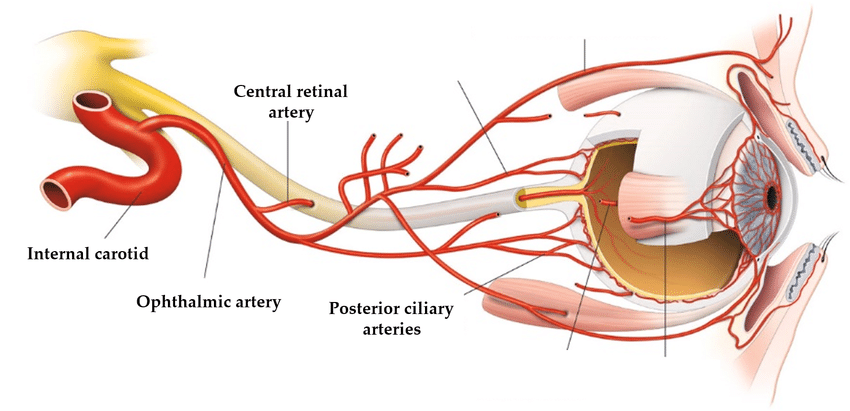 Central retinal
artery
Internal carotid
Ophthalmic artery
Posterior ciliary
arteries